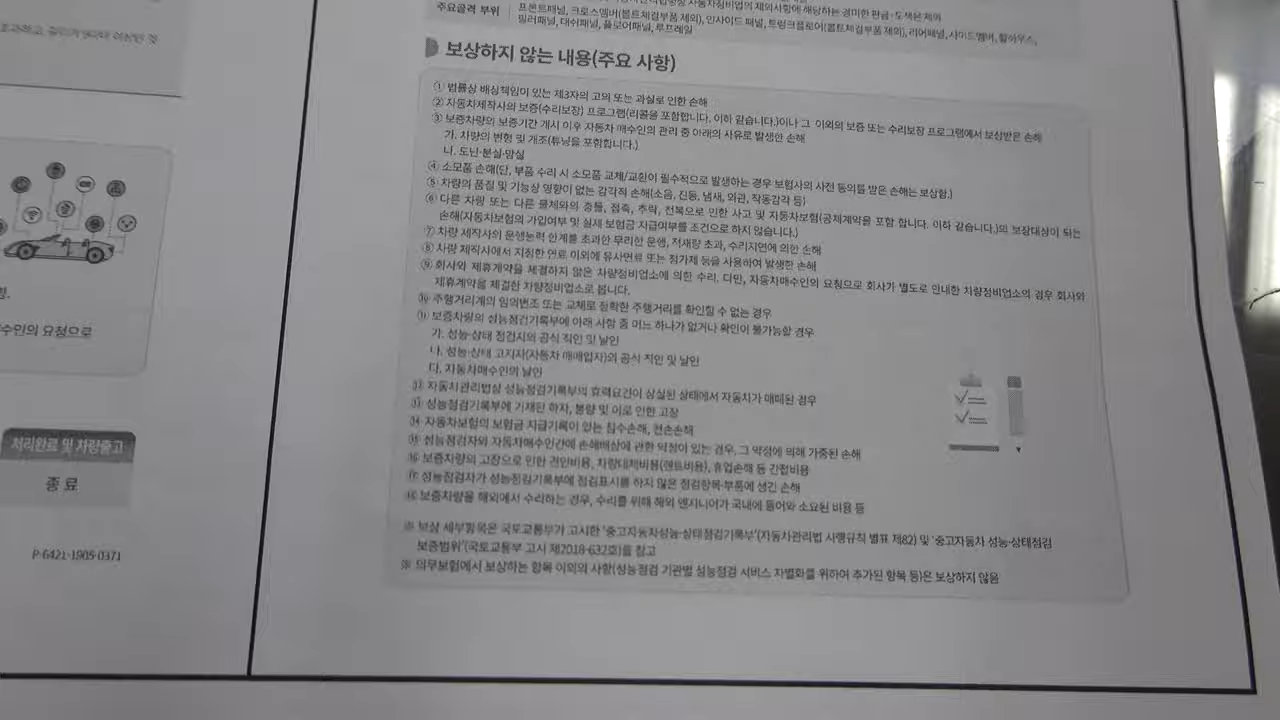 자동차정비업의 제외사항에 해당하는 경미한 판금·도색은 제외
주요골격 부위
프론트패널, 크로스멤버(볼트체결부품 제외), 인사이드 패널, 트렁크플로어(볼트체결부품 제외), 리어패널, 사이드멤버, 휠하우스,
필러패널, 대쉬패널, 플로어패널, 루프레일
보상하지 않는 내용(주요 사항)
① 법률상 배상책임이 있는 제3자의 고의 또는 과실로 인한 손해
② 자동차제작사의 보증(수리보장) 프로그램(리콜을 포함합니다. 이하 같습니다.)이나 그 이외의 보증 또는 수리보장 프로그램에서 보상받은 손해
③ 보증차량의 보증기간 개시 이후 자동차 매수인의 관리 중 아래의 사유로 발생한 손해
가. 차량의 변형 및 개조(튜닝을 포함합니다.)
나. 도난·분실·망실
④ 소모품 손해(단, 부품 수리 시 소모품 교체/교환이 필수적으로 발생하는 경우 보험사의 사전 동의를 받은 손해는 보상함.)
⑤ 차량의 품질 및 기능상 영향이 없는 감각적 손해(소음, 진동, 냄새, 외관, 작동감각 등)
⑥ 다른 차량 또는 다른 물체와의 충돌, 접촉, 추락, 전복으로 인한 사고 및 자동차보험(공제계약을 포함 합니다. 이하 같습니다.)의 보장대상이 되는
손해(자동차보험의 가입여부 및 실제 보험금 지급여부를 조건으로 하지 않습니다.)
⑦ 차량 제작사의 운행능력 한계를 초과한 무리한 운행, 적재량 초과, 수리지연에 의한 손해
⑧ 차량 제작사에서 지정한 연료 이외에 유사연료 또는 첨가제 등을 사용하여 발생한 손해
⑨ 회사와 제휴계약을 체결하지 않은 차량정비업소에 의한 수리. 다만, 자동차매수인의 요청으로 회사가 별도로 안내한 차량정비업소의 경우 회사와
제휴계약을 체결한 차량정비업소로 봅니다.
⑩ 주행거리계의 임의변조 또는 교체로 정확한 주행거리를 확인할 수 없는 경우
⑪ 보증차량의 성능점검기록부에 아래 사항 중 어느 하나가 없거나 확인이 불가능할 경우
가. 성능·상태 점검자의 공식 직인 및 날인
나. 성능·상태 고지자(자동차 매매업자)의 공식 직인 및 날인
다. 자동차매수인의 날인
⑫ 자동차관리법상 성능점검기록부의 효력요건이 상실된 상태에서 자동차가 매매된 경우
⑬ 성능점검기록부에 기재된 하자, 불량 및 이로 인한 고장
⑭ 자동차보험의 보험금 지급기록이 있는 침수손해, 전손손해
⑮ 성능점검자와 자동차매수인간에 손해배상에 관한 약정이 있는 경우, 그 약정에 의해 가중된 손해
⑯ 보증차량의 고장으로 인한 견인비용, 차량대체비용(렌트비용), 휴업손해 등 간접비용
⑰ 성능점검자가 성능점검기록부에 점검표시를 하지 않은 점검항목·부품에 생긴 손해
⑱ 보증차량을 해외에서 수리하는 경우, 수리를 위해 해외 엔지니어가 국내에 들어와 소요된 비용 등
※ 보상 세부항목은 국토교통부가 고시한 '중고자동차성능·상태점검기록부'(자동차관리법 시행규칙 별표 제82) 및 '중고자동차 성능·상태점검
보증범위'(국토교통부 고시 제2018-632호)를 참고
※ 의무보험에서 보상하는 항목 이외의 사항(성능점검 기관별 성능점검 서비스 차별화를 위하여 추가된 항목 등)은 보상하지 않음
수인의 요청으로
처리완료 및 차량출고
종료
P-6421-1905-0371